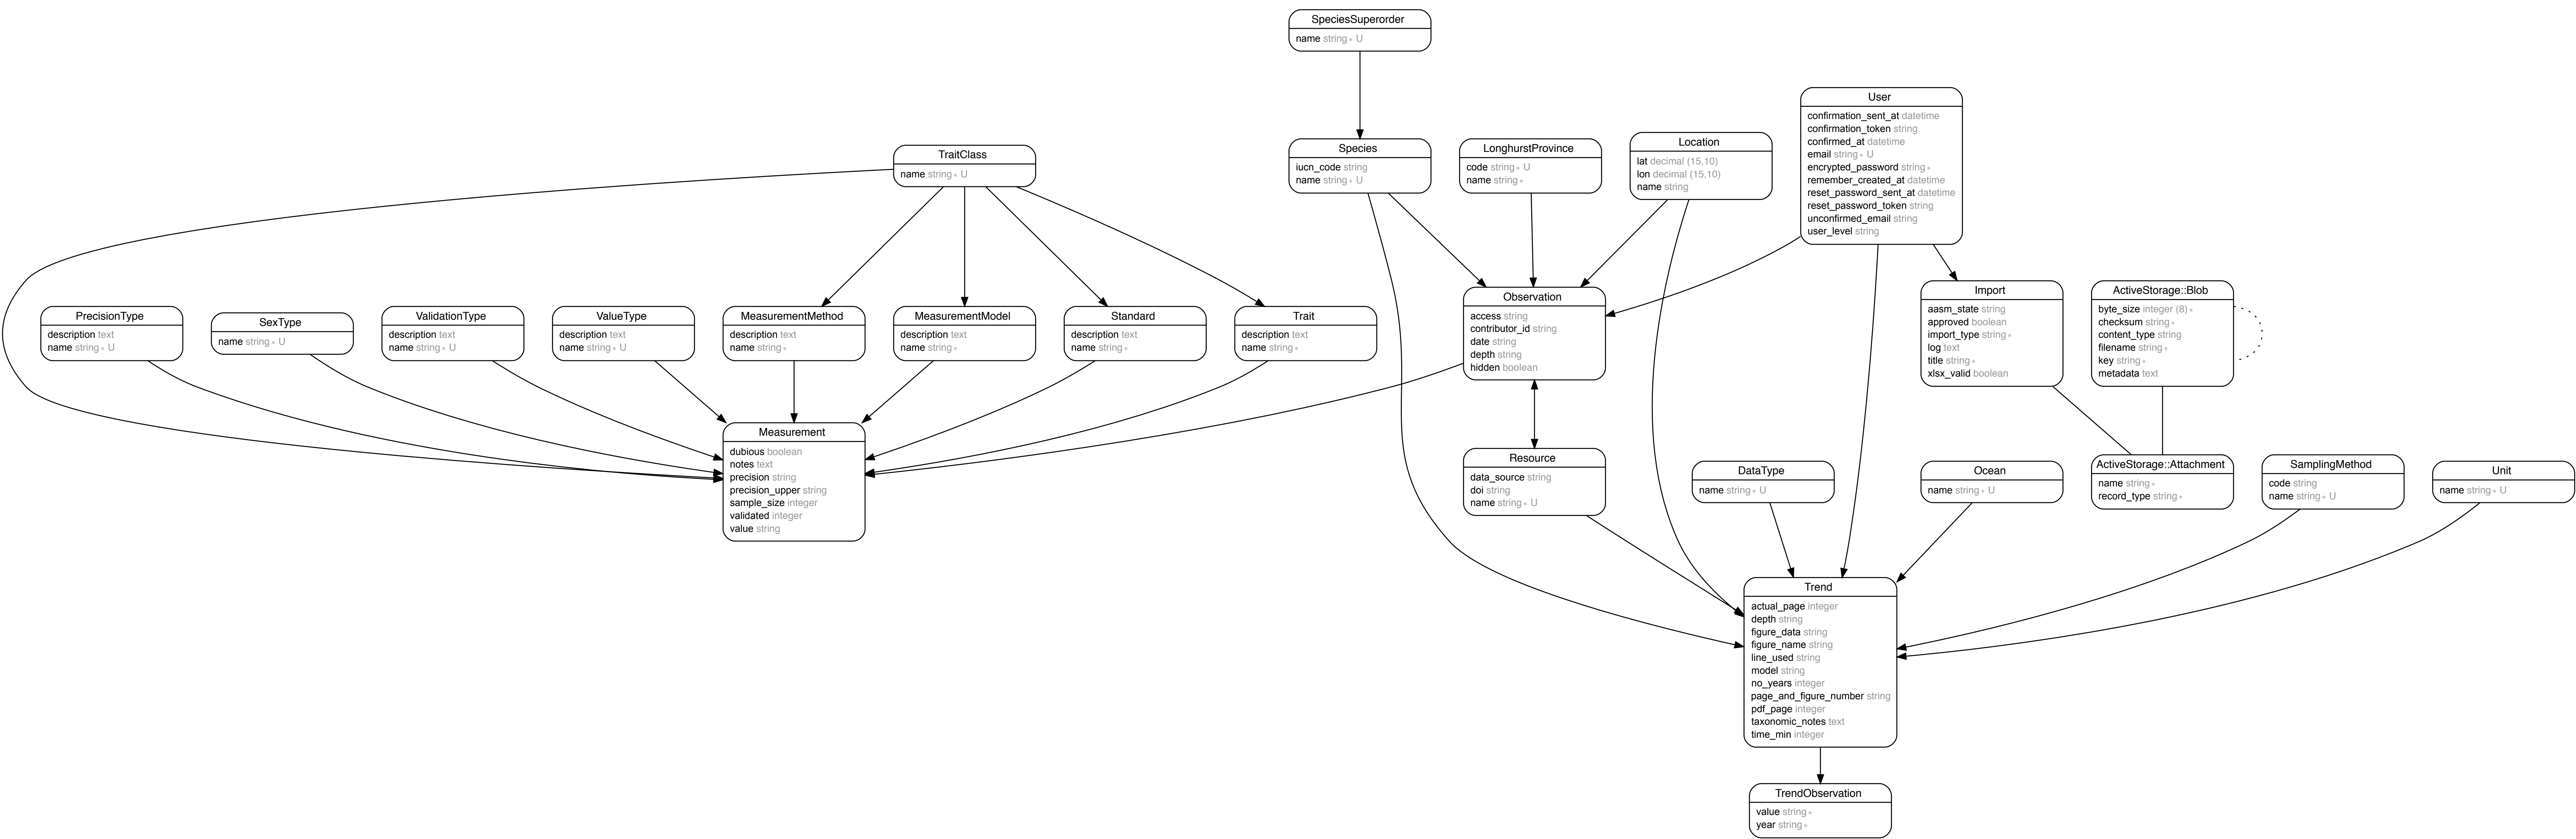 SpeciesSuperorder
name string∗ U
User
confirmation_sent_at datetime
confirmation_token string
confirmed_at datetime
email string∗ U
encrypted_password string∗
remember_created_at datetime
reset_password_sent_at datetime
reset_password_token string
unconfirmed_email string
user_level string
TraitClass
name string∗ U
Species
iucn_code string
name string∗ U
LonghurstProvince
code string∗ U
name string∗
Location
lat decimal (15,10)
lon decimal (15,10)
name string
PrecisionType
description text
name string∗ U
SexType
name string∗ U
ValidationType
description text
name string∗ U
ValueType
description text
name string∗ U
MeasurementMethod
description text
name string∗
MeasurementModel
description text
name string∗
Standard
description text
name string∗
Trait
description text
name string∗
Observation
access string
contributor_id string
date string
depth string
hidden boolean
Import
aasm_state string
approved boolean
import_type string∗
log text
title string∗
xlsx_valid boolean
ActiveStorage::Blob
byte_size integer (8)∗
checksum string∗
content_type string
filename string∗
key string∗
metadata text
Measurement
dubious boolean
notes text
precision string
precision_upper string
sample_size integer
validated integer
value string
Resource
data_source string
doi string
name string∗ U
DataType
name string∗ U
Ocean
name string∗ U
ActiveStorage::Attachment
name string∗
record_type string∗
SamplingMethod
code string
name string∗ U
Unit
name string∗ U
Trend
actual_page integer
depth string
figure_data string
figure_name string
line_used string
model string
no_years integer
page_and_figure_number string
pdf_page integer
taxonomic_notes text
time_min integer
TrendObservation
value string∗
year string∗